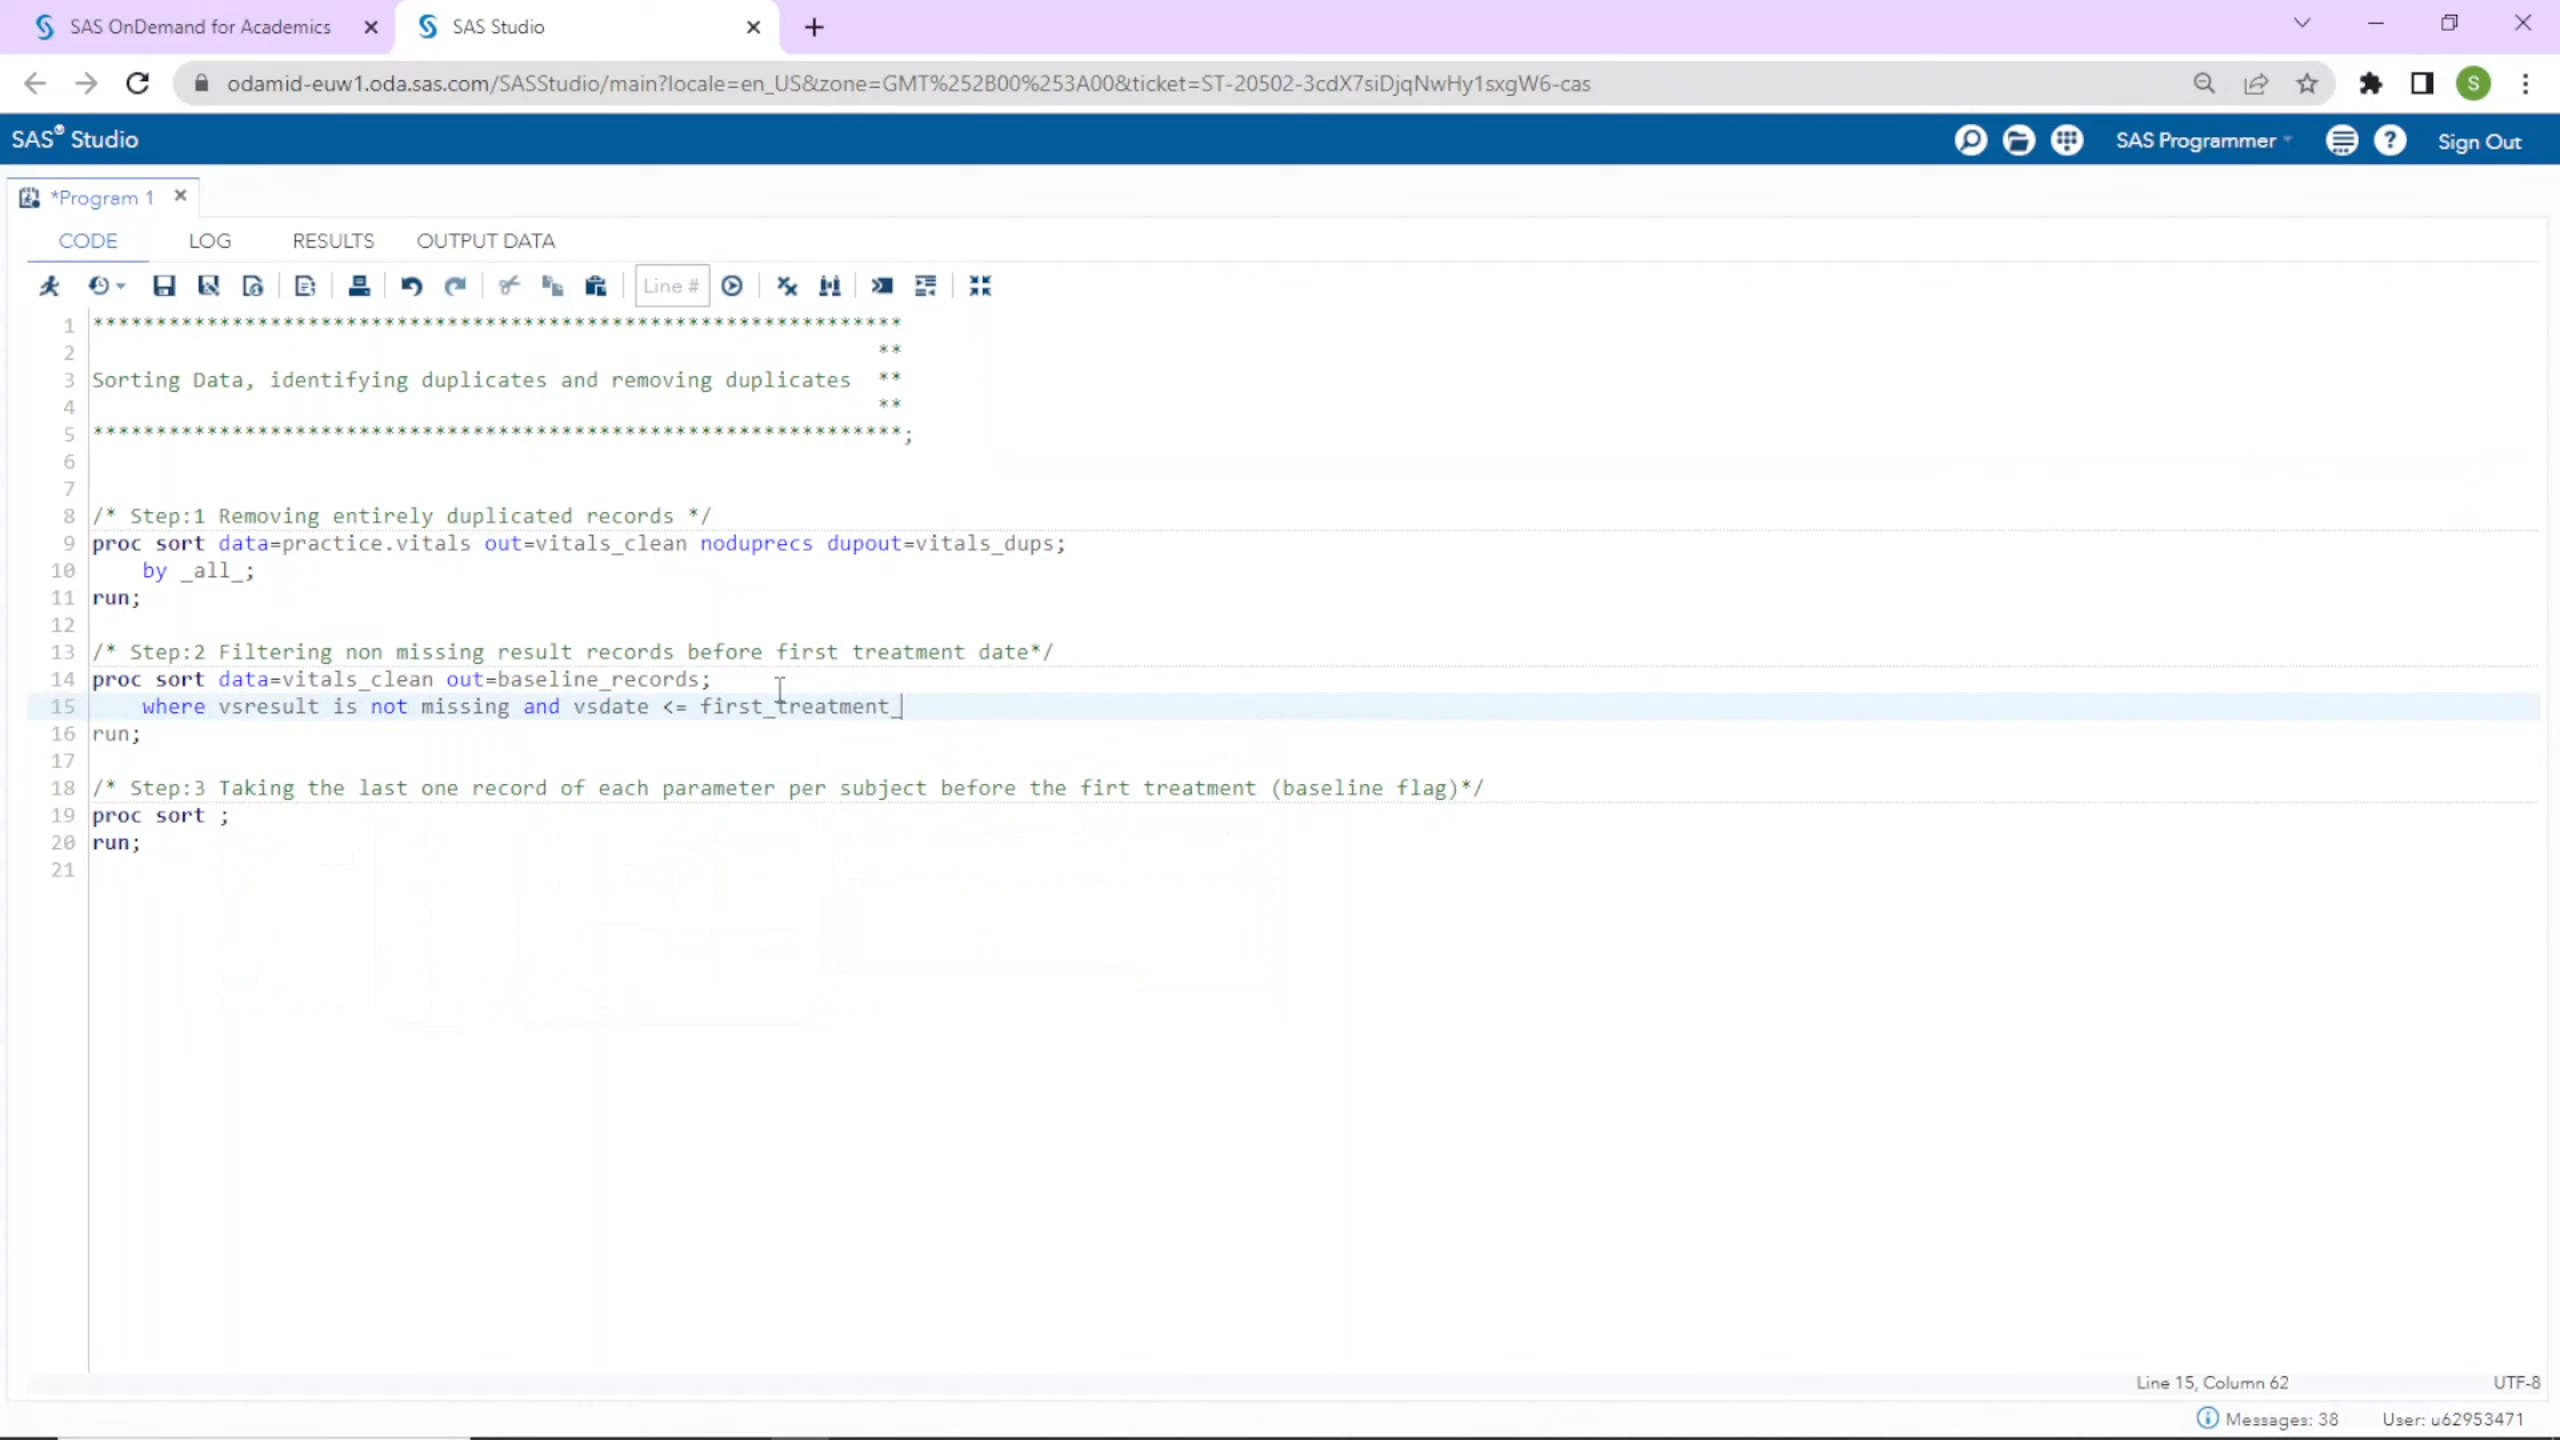 SAS OnDemand for Academics
SAS Studio
odamid-euw1.oda.sas.com/SASStudio/main?locale=en_US&zone=GMT%252B00%253A00&ticket=ST-20502-3cdX7siDjqNwHy1sxgW6-cas
S
SAS® Studio
SAS Programmer
?
Sign Out
*Program 1
CODE
LOG
RESULTS
OUTPUT DATA
Line #
1 ****************************************************************
2 **
3 Sorting Data, identifying duplicates and removing duplicates **
4 **
5 ****************************************************************;
6
7
8 /* Step:1 Removing entirely duplicated records */
9 proc sort data=practice.vitals out=vitals_clean noduprecs dupout=vitals_dups;
10 by _all_;
11 run;
12
13 /* Step:2 Filtering non missing result records before first treatment date*/
14 proc sort data=vitals_clean out=baseline_records;
15 where vsresult is not missing and vsdate <= first_treatment_
16 run;
17
18 /* Step:3 Taking the last one record of each parameter per subject before the firt treatment (baseline flag)*/
19 proc sort ;
20 run;
21
Line 15, Column 62
UTF-8
Messages: 38
User: u62953471